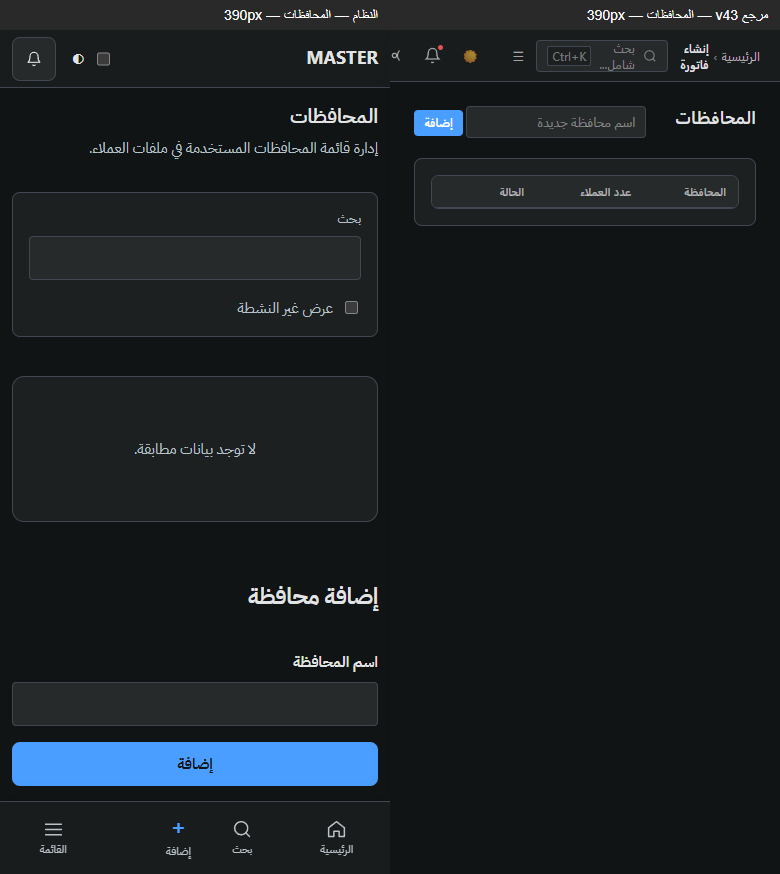 مرجع v43 — المحافظات — 390px
الرئيسية › إنشاء فاتورة
بحث شامل... Ctrl+K
المحافظات
اسم محافظة جديدة
إضافة
المحافظة عدد العملاء الحالة
النظام — المحافظات — 390px
MASTER
المحافظات
إدارة قائمة المحافظات المستخدمة في ملفات العملاء.
بحث
عرض غير النشطة
لا توجد بيانات مطابقة.
إضافة محافظة
اسم المحافظة
إضافة
الرئيسية بحث إضافة القائمة